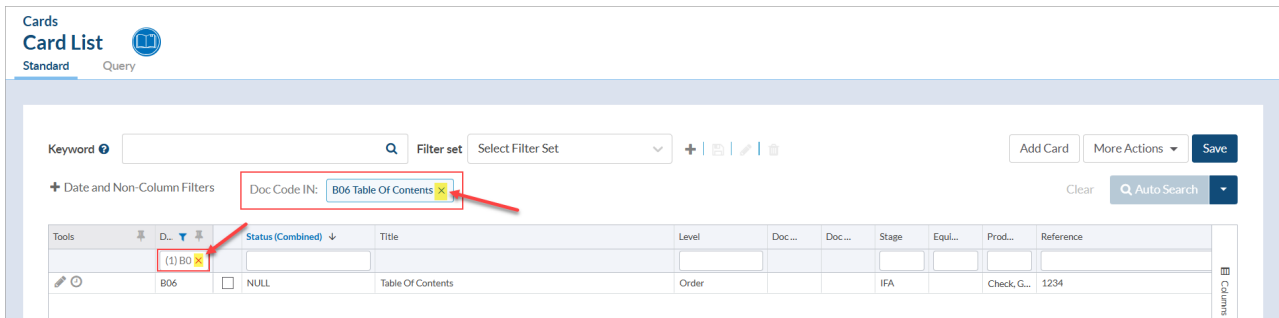 Cards
Card List
Standard Query
Keyword Filter set Select Filter Set Add Card More Actions Save
Date and Non-Column Filters Doc Code IN: B06 Table Of Contents × Clear Auto Search
Tools D... Status (Combined) ↓ Title Level Doc ... Doc ... Stage Equi... Prod... Reference
(1) B0 ×
B06 NULL Table Of Contents Order IFA Check, G... 1234
Columns